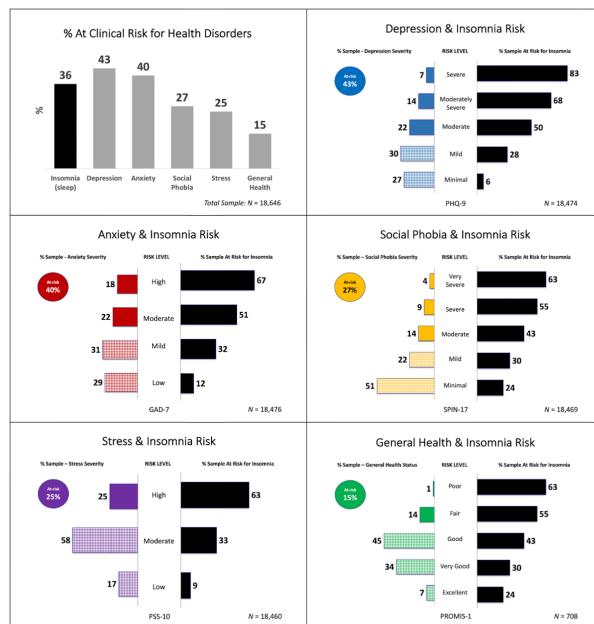 % At Clinical Risk for Health Disorders
36
43
40
27
25
15
%
Insomnia (sleep)
Depression
Anxiety
Social Phobia
Stress
General Health
Total Sample: N = 18,646
Depression & Insomnia Risk
% Sample - Depression Severity
RISK LEVEL
% Sample At Risk for Insomnia
At-risk
43%
7 Severe 83
14 Moderately Severe 68
22 Moderate 50
30 Mild 28
27 Minimal 6
PHQ-9
N = 18,474
Anxiety & Insomnia Risk
% Sample - Anxiety Severity
RISK LEVEL
% Sample At Risk for Insomnia
At-risk
40%
18 High 67
22 Moderate 51
31 Mild 32
29 Low 12
GAD-7
N = 18,476
Social Phobia & Insomnia Risk
% Sample – Social Phobia Severity
RISK LEVEL
% Sample At Risk for Insomnia
At-risk
27%
4 Very Severe 63
9 Severe 55
14 Moderate 43
22 Mild 30
51 Minimal 24
SPIN-17
N = 18,469
Stress & Insomnia Risk
% Sample – Stress Severity
RISK LEVEL
% Sample At Risk for Insomnia
At-risk
25%
25 High 63
58 Moderate 33
17 Low 9
PSS-10
N = 18,460
General Health & Insomnia Risk
% Sample – General Health Status
RISK LEVEL
% Sample At Risk for Insomnia
At-risk
15%
1 Poor 63
14 Fair 55
45 Good 43
34 Very Good 30
7 Excellent 24
PROMIS-1
N = 708